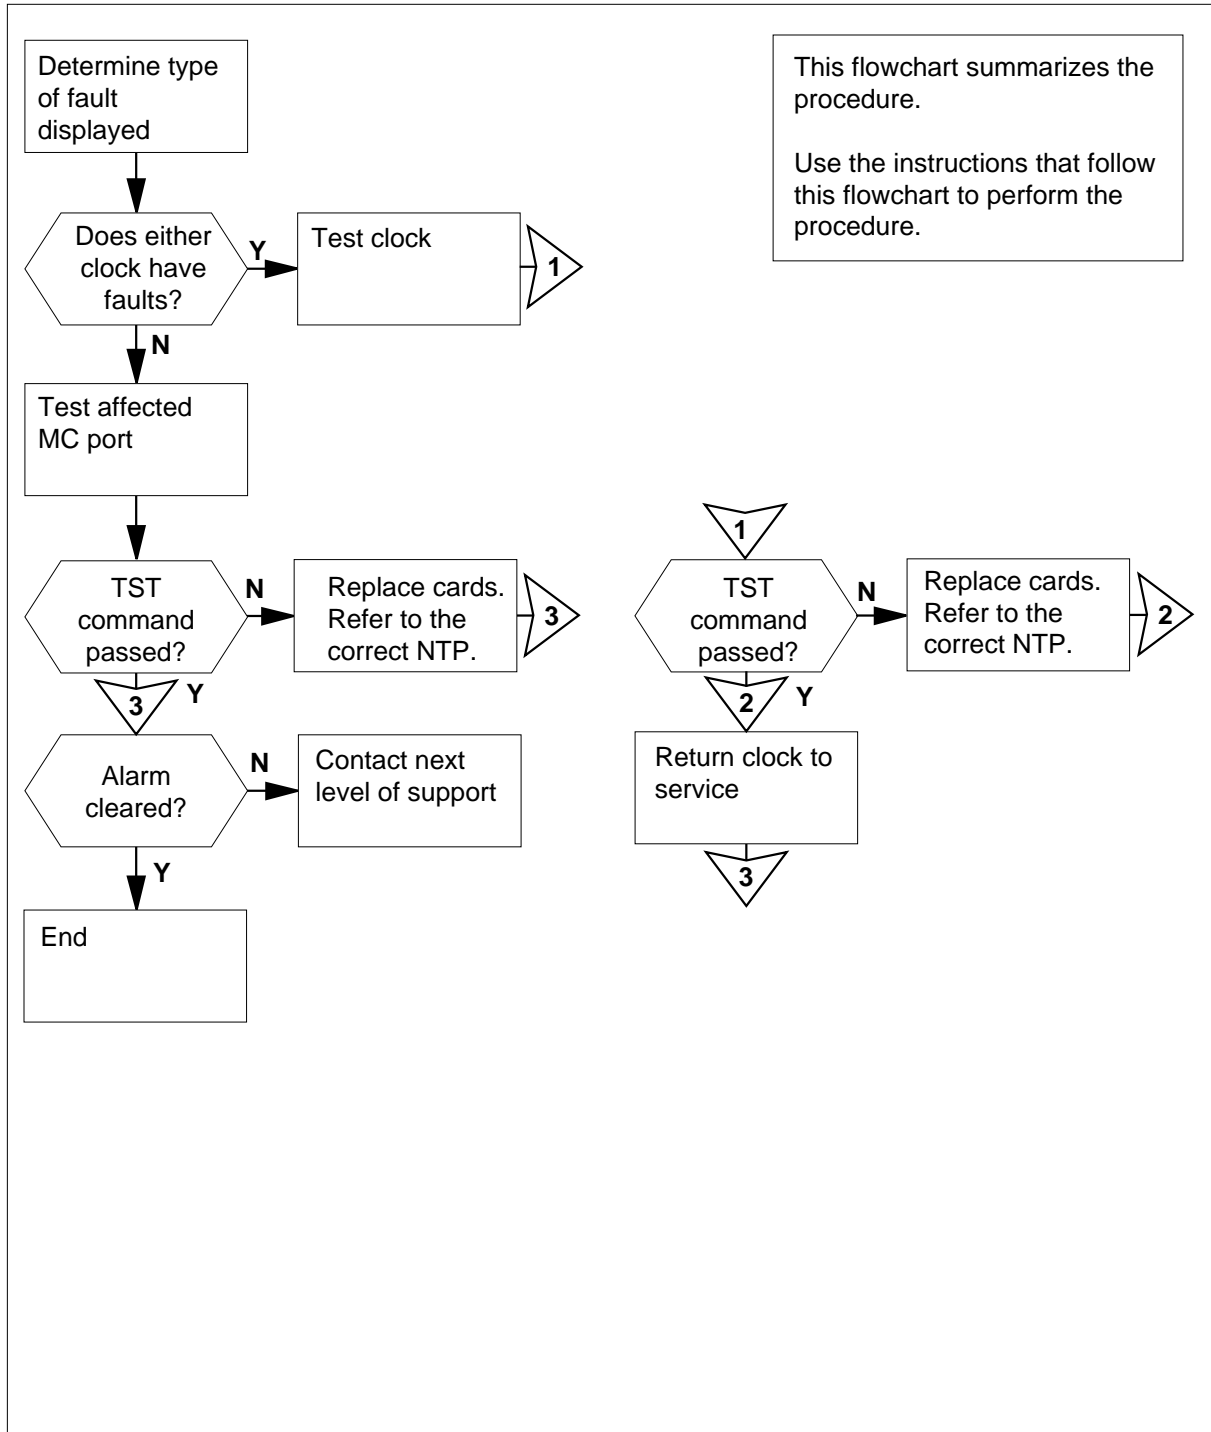 Determine type
of fault
displayed
This flowchart summarizes the
procedure.
Use the instructions that follow
this flowchart to perform the
procedure.
Does either
clock have
faults?
Y
Test clock
1
N
Test affected
MC port
TST
command
passed?
N
Replace cards.
Refer to the
correct NTP.
3
Y
3
Alarm
cleared?
N
Contact next
level of support
Y
End
1
TST
command
passed?
N
Replace cards.
Refer to the
correct NTP.
2
2
Y
Return clock to
service
3